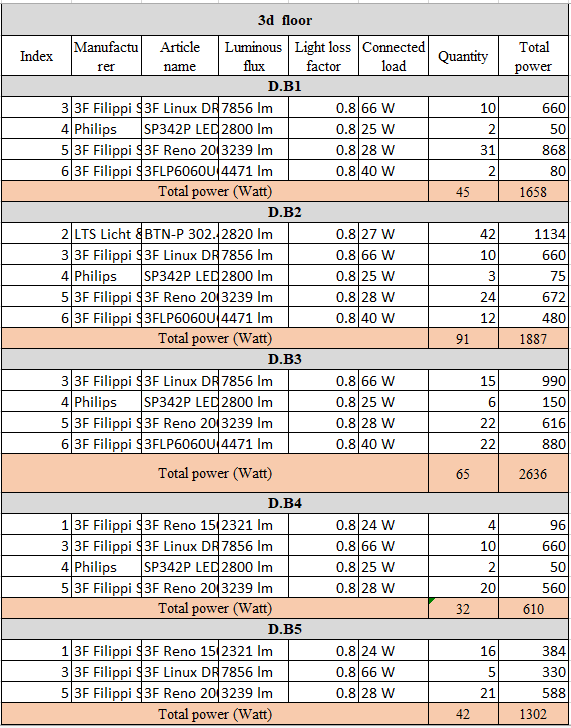 3d floor
Index Manufacturer Article name Luminous flux Light loss factor Connected load Quantity Total power
D.B1
3 3F Filippi S 3F Linux DR 7856 lm 0.8 66 W 10 660
4 Philips SP342P LED 2800 lm 0.8 25 W 2 50
5 3F Filippi S 3F Reno 200 3239 lm 0.8 28 W 31 868
6 3F Filippi S 3FLP6060U 4471 lm 0.8 40 W 2 80
Total power (Watt) 45 1658
D.B2
2 LTS Licht & BTN-P 302.4 2820 lm 0.8 27 W 42 1134
3 3F Filippi S 3F Linux DR 7856 lm 0.8 66 W 10 660
4 Philips SP342P LED 2800 lm 0.8 25 W 3 75
5 3F Filippi S 3F Reno 200 3239 lm 0.8 28 W 24 672
6 3F Filippi S 3FLP6060U 4471 lm 0.8 40 W 12 480
Total power (Watt) 91 1887
D.B3
3 3F Filippi S 3F Linux DR 7856 lm 0.8 66 W 15 990
4 Philips SP342P LED 2800 lm 0.8 25 W 6 150
5 3F Filippi S 3F Reno 200 3239 lm 0.8 28 W 22 616
6 3F Filippi S 3FLP6060U 4471 lm 0.8 40 W 22 880
Total power (Watt) 65 2636
D.B4
1 3F Filippi S 3F Reno 150 2321 lm 0.8 24 W 4 96
3 3F Filippi S 3F Linux DR 7856 lm 0.8 66 W 10 660
4 Philips SP342P LED 2800 lm 0.8 25 W 2 50
5 3F Filippi S 3F Reno 200 3239 lm 0.8 28 W 20 560
Total power (Watt) 32 610
D.B5
1 3F Filippi S 3F Reno 150 2321 lm 0.8 24 W 16 384
3 3F Filippi S 3F Linux DR 7856 lm 0.8 66 W 5 330
5 3F Filippi S 3F Reno 200 3239 lm 0.8 28 W 21 588
Total power (Watt) 42 1302